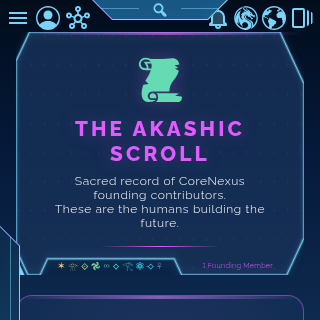 THE AKASHIC
SCROLL
Sacred record of CoreNexus
founding contributors.
These are the humans building the
future.
1 Founding Member